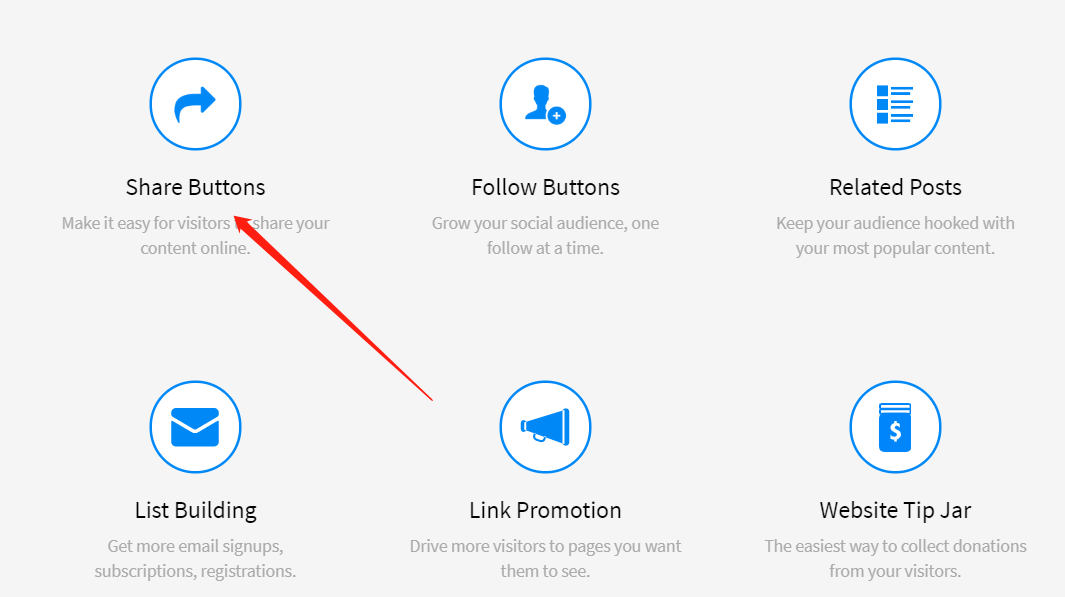 Share Buttons
Make it easy for visitors share your
content online.
Follow Buttons
Grow your social audience, one
follow at a time.
Related Posts
Keep your audience hooked with
your most popular content.
List Building
Get more email signups,
subscriptions, registrations.
Link Promotion
Drive more visitors to pages you want
them to see.
$
Website Tip Jar
The easiest way to collect donations
from your visitors.